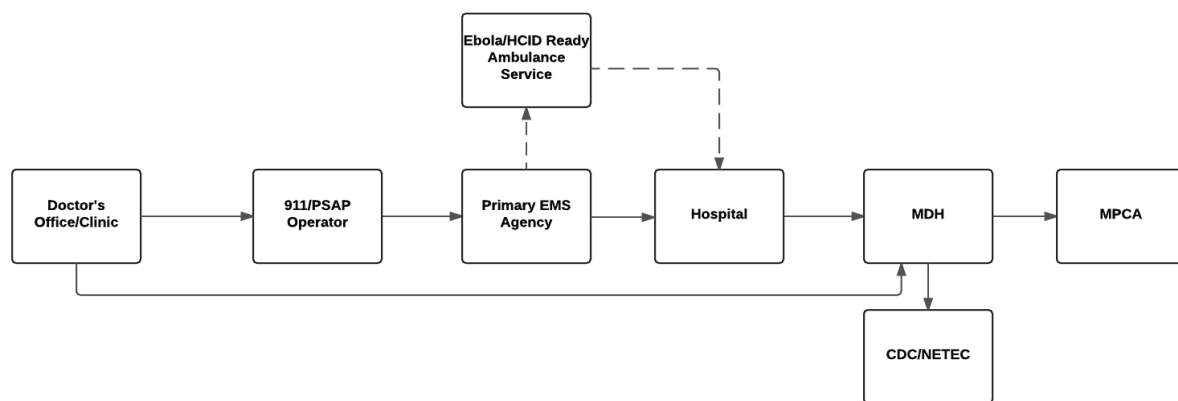 Ebola/HCID Ready
Ambulance
Service
Doctor's
Office/Clinic
911/PSAP
Operator
Primary EMS
Agency
Hospital
MDH
MPCA
CDC/NETEC